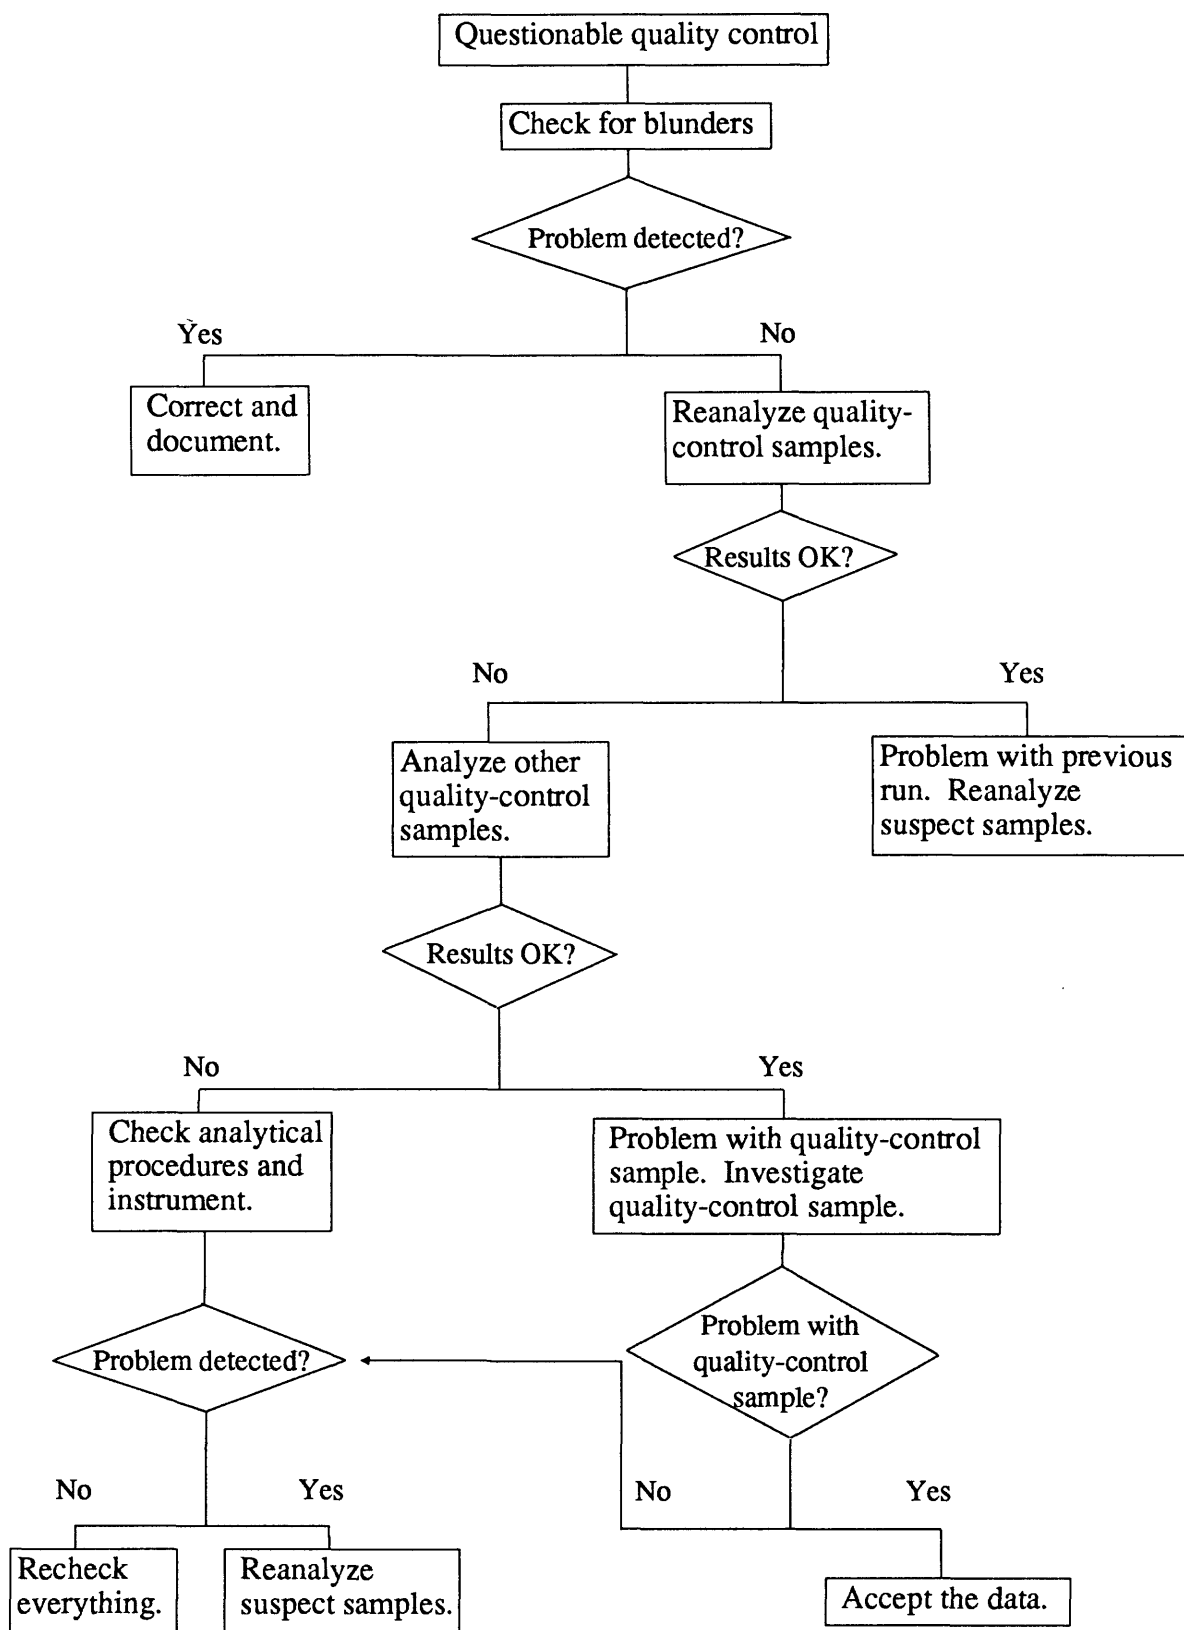 Questionable quality control
Check for blunders
Problem detected?
Yes
No
Correct and
document.
Reanalyze quality-
control samples.
Results OK?
No
Yes
Analyze other
quality-control
samples.
Problem with previous
run. Reanalyze
suspect samples.
Results OK?
No
Yes
Check analytical
procedures and
instrument.
Problem with quality-control
sample. Investigate
quality-control sample.
Problem detected?
Problem with
quality-control
sample?
No
Yes
No
Yes
Recheck
everything.
Reanalyze
suspect samples.
Accept the data.